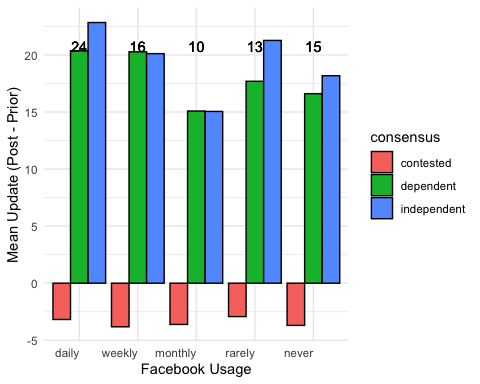 24 16 10 13 15
20
15
10
5
0
-5
Mean Update (Post - Prior)
daily weekly monthly rarely never
Facebook Usage
consensus
contested
dependent
independent